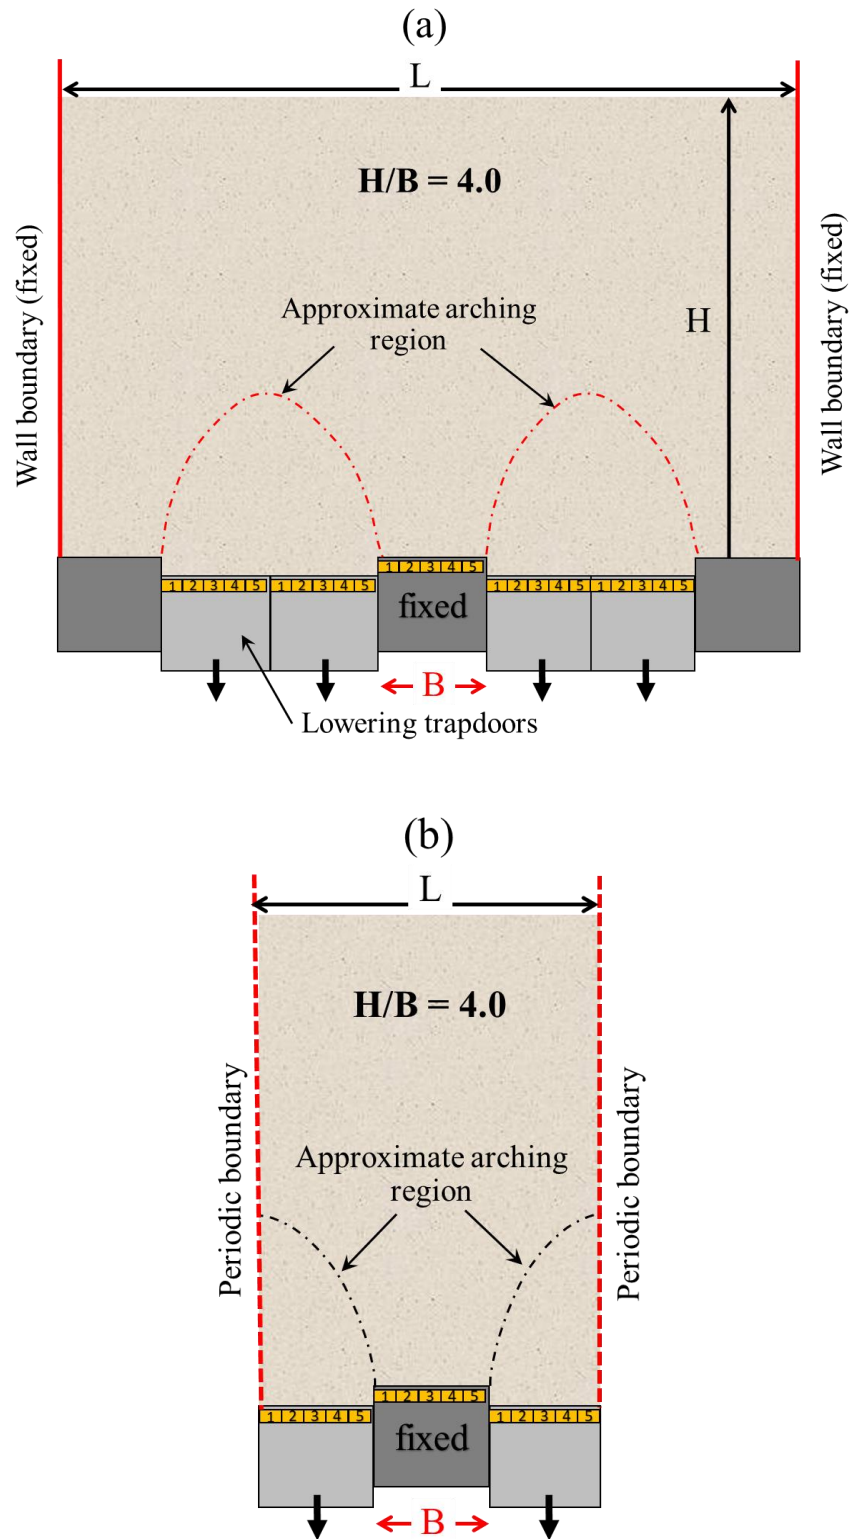 (a)
L
H/B = 4.0
Wall boundary (fixed)
Approximate arching
region
H
Wall boundary (fixed)
1 2 3 4 5
1 2 3 4 5
1 2 3 4 5
1 2 3 4 5
1 2 3 4 5
fixed
B
Lowering trapdoors
(b)
L
H/B = 4.0
Periodic boundary
Approximate arching
region
Periodic boundary
1 2 3 4 5
1 2 3 4 5
1 2 3 4 5
fixed
B